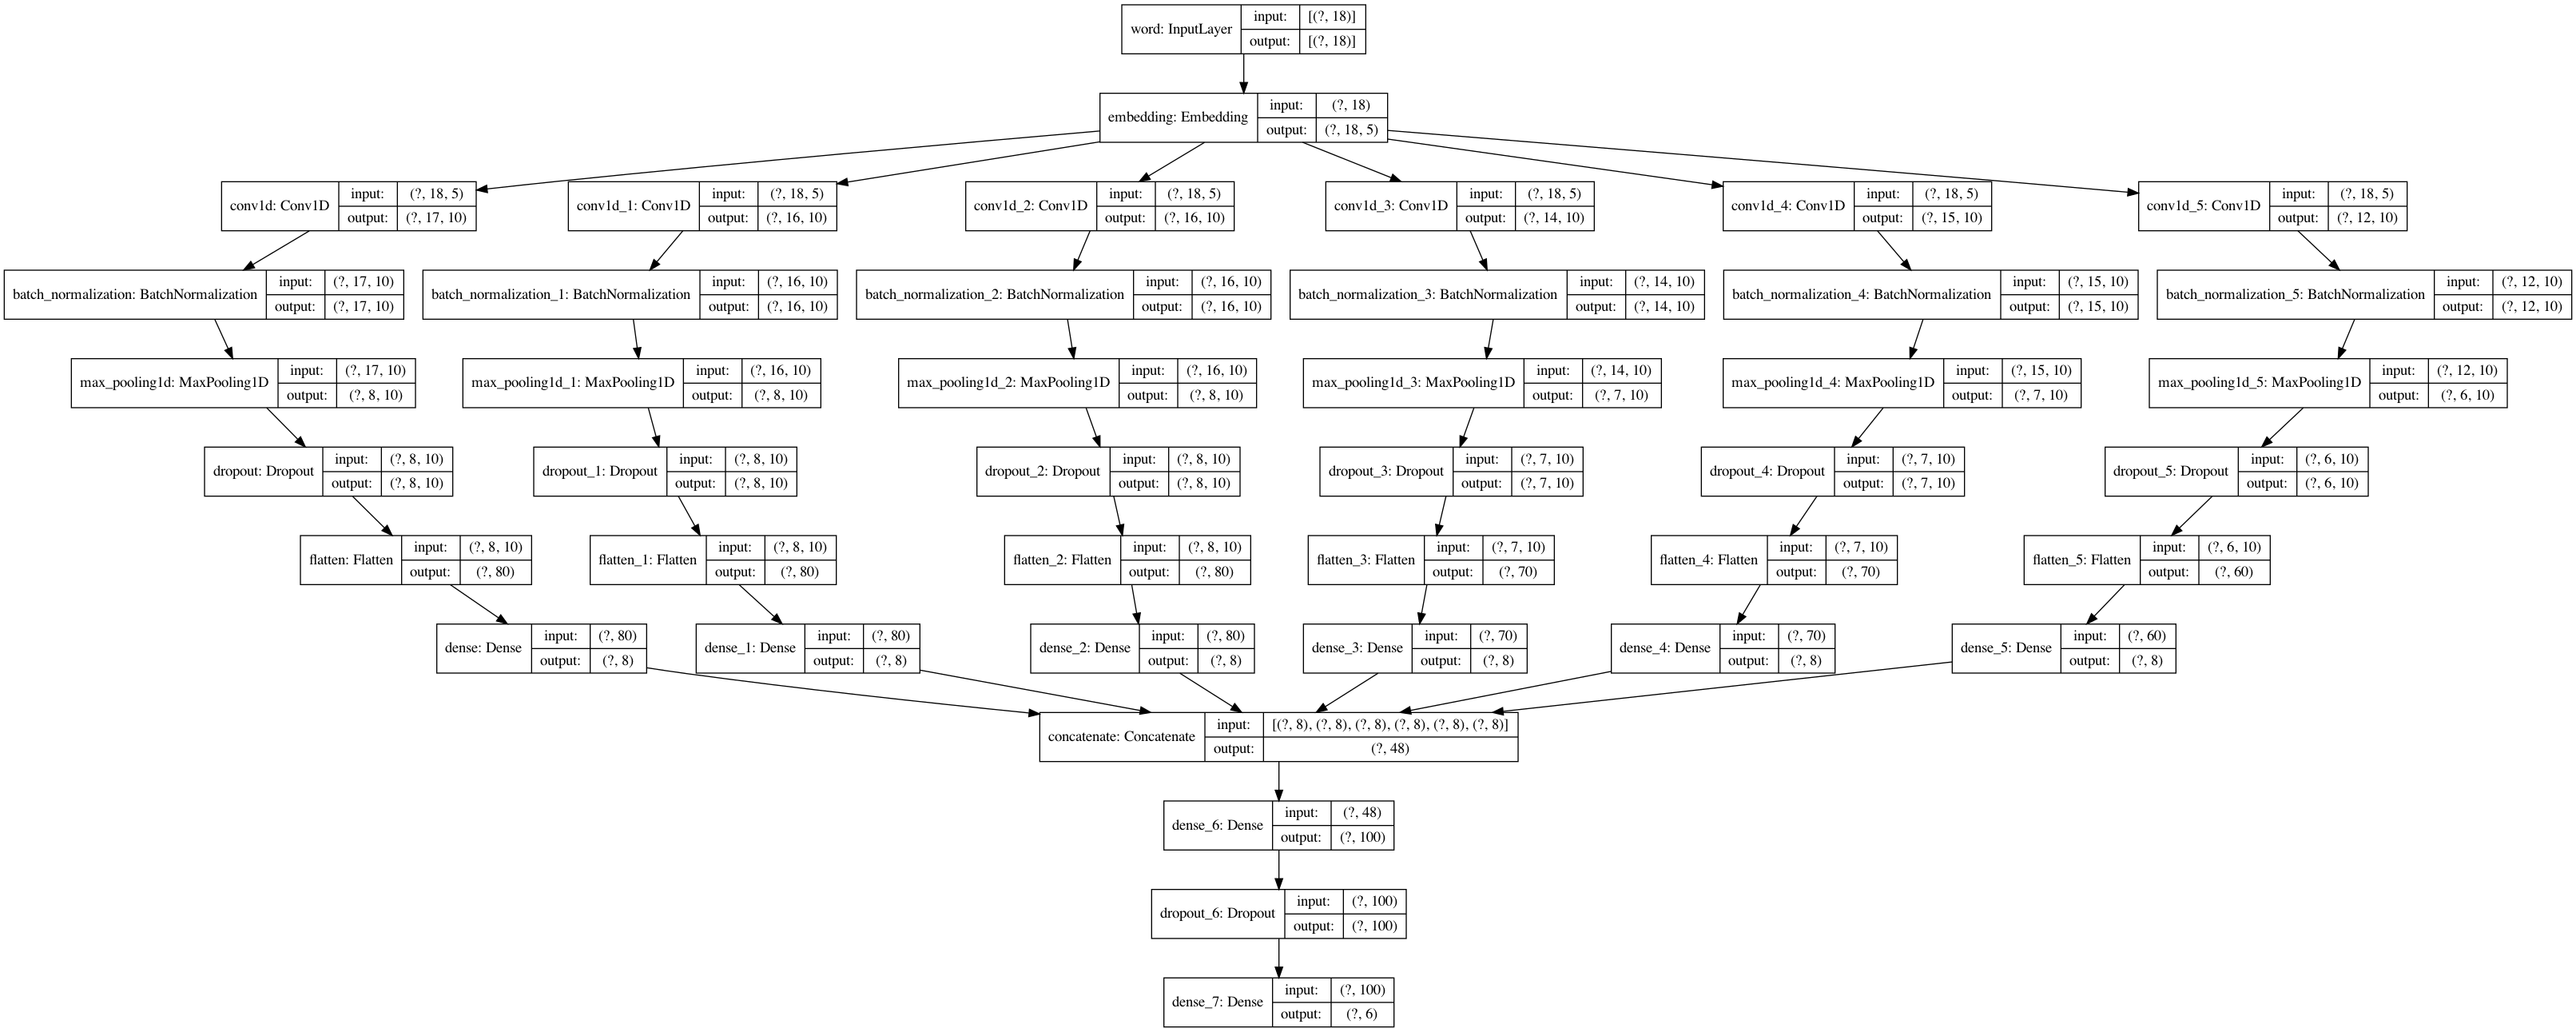 word: InputLayer input: [(?, 18)]
output: [(?, 18)]
embedding: Embedding input: (?, 18)
output: (?, 18, 5)
conv1d: Conv1D input: (?, 18, 5)
output: (?, 17, 10)
conv1d_1: Conv1D input: (?, 18, 5)
output: (?, 16, 10)
conv1d_2: Conv1D input: (?, 18, 5)
output: (?, 16, 10)
conv1d_3: Conv1D input: (?, 18, 5)
output: (?, 14, 10)
conv1d_4: Conv1D input: (?, 18, 5)
output: (?, 15, 10)
conv1d_5: Conv1D input: (?, 18, 5)
output: (?, 12, 10)
batch_normalization: BatchNormalization input: (?, 17, 10)
output: (?, 17, 10)
batch_normalization_1: BatchNormalization input: (?, 16, 10)
output: (?, 16, 10)
batch_normalization_2: BatchNormalization input: (?, 16, 10)
output: (?, 16, 10)
batch_normalization_3: BatchNormalization input: (?, 14, 10)
output: (?, 14, 10)
batch_normalization_4: BatchNormalization input: (?, 15, 10)
output: (?, 15, 10)
batch_normalization_5: BatchNormalization input: (?, 12, 10)
output: (?, 12, 10)
max_pooling1d: MaxPooling1D input: (?, 17, 10)
output: (?, 8, 10)
max_pooling1d_1: MaxPooling1D input: (?, 16, 10)
output: (?, 8, 10)
max_pooling1d_2: MaxPooling1D input: (?, 16, 10)
output: (?, 8, 10)
max_pooling1d_3: MaxPooling1D input: (?, 14, 10)
output: (?, 7, 10)
max_pooling1d_4: MaxPooling1D input: (?, 15, 10)
output: (?, 7, 10)
max_pooling1d_5: MaxPooling1D input: (?, 12, 10)
output: (?, 6, 10)
dropout: Dropout input: (?, 8, 10)
output: (?, 8, 10)
dropout_1: Dropout input: (?, 8, 10)
output: (?, 8, 10)
dropout_2: Dropout input: (?, 8, 10)
output: (?, 8, 10)
dropout_3: Dropout input: (?, 7, 10)
output: (?, 7, 10)
dropout_4: Dropout input: (?, 7, 10)
output: (?, 7, 10)
dropout_5: Dropout input: (?, 6, 10)
output: (?, 6, 10)
flatten: Flatten input: (?, 8, 10)
output: (?, 80)
flatten_1: Flatten input: (?, 8, 10)
output: (?, 80)
flatten_2: Flatten input: (?, 8, 10)
output: (?, 80)
flatten_3: Flatten input: (?, 7, 10)
output: (?, 70)
flatten_4: Flatten input: (?, 7, 10)
output: (?, 70)
flatten_5: Flatten input: (?, 6, 10)
output: (?, 60)
dense: Dense input: (?, 80)
output: (?, 8)
dense_1: Dense input: (?, 80)
output: (?, 8)
dense_2: Dense input: (?, 80)
output: (?, 8)
dense_3: Dense input: (?, 70)
output: (?, 8)
dense_4: Dense input: (?, 70)
output: (?, 8)
dense_5: Dense input: (?, 60)
output: (?, 8)
concatenate: Concatenate input: [(?, 8), (?, 8), (?, 8), (?, 8), (?, 8), (?, 8)]
output: (?, 48)
dense_6: Dense input: (?, 48)
output: (?, 100)
dropout_6: Dropout input: (?, 100)
output: (?, 100)
dense_7: Dense input: (?, 100)
output: (?, 6)